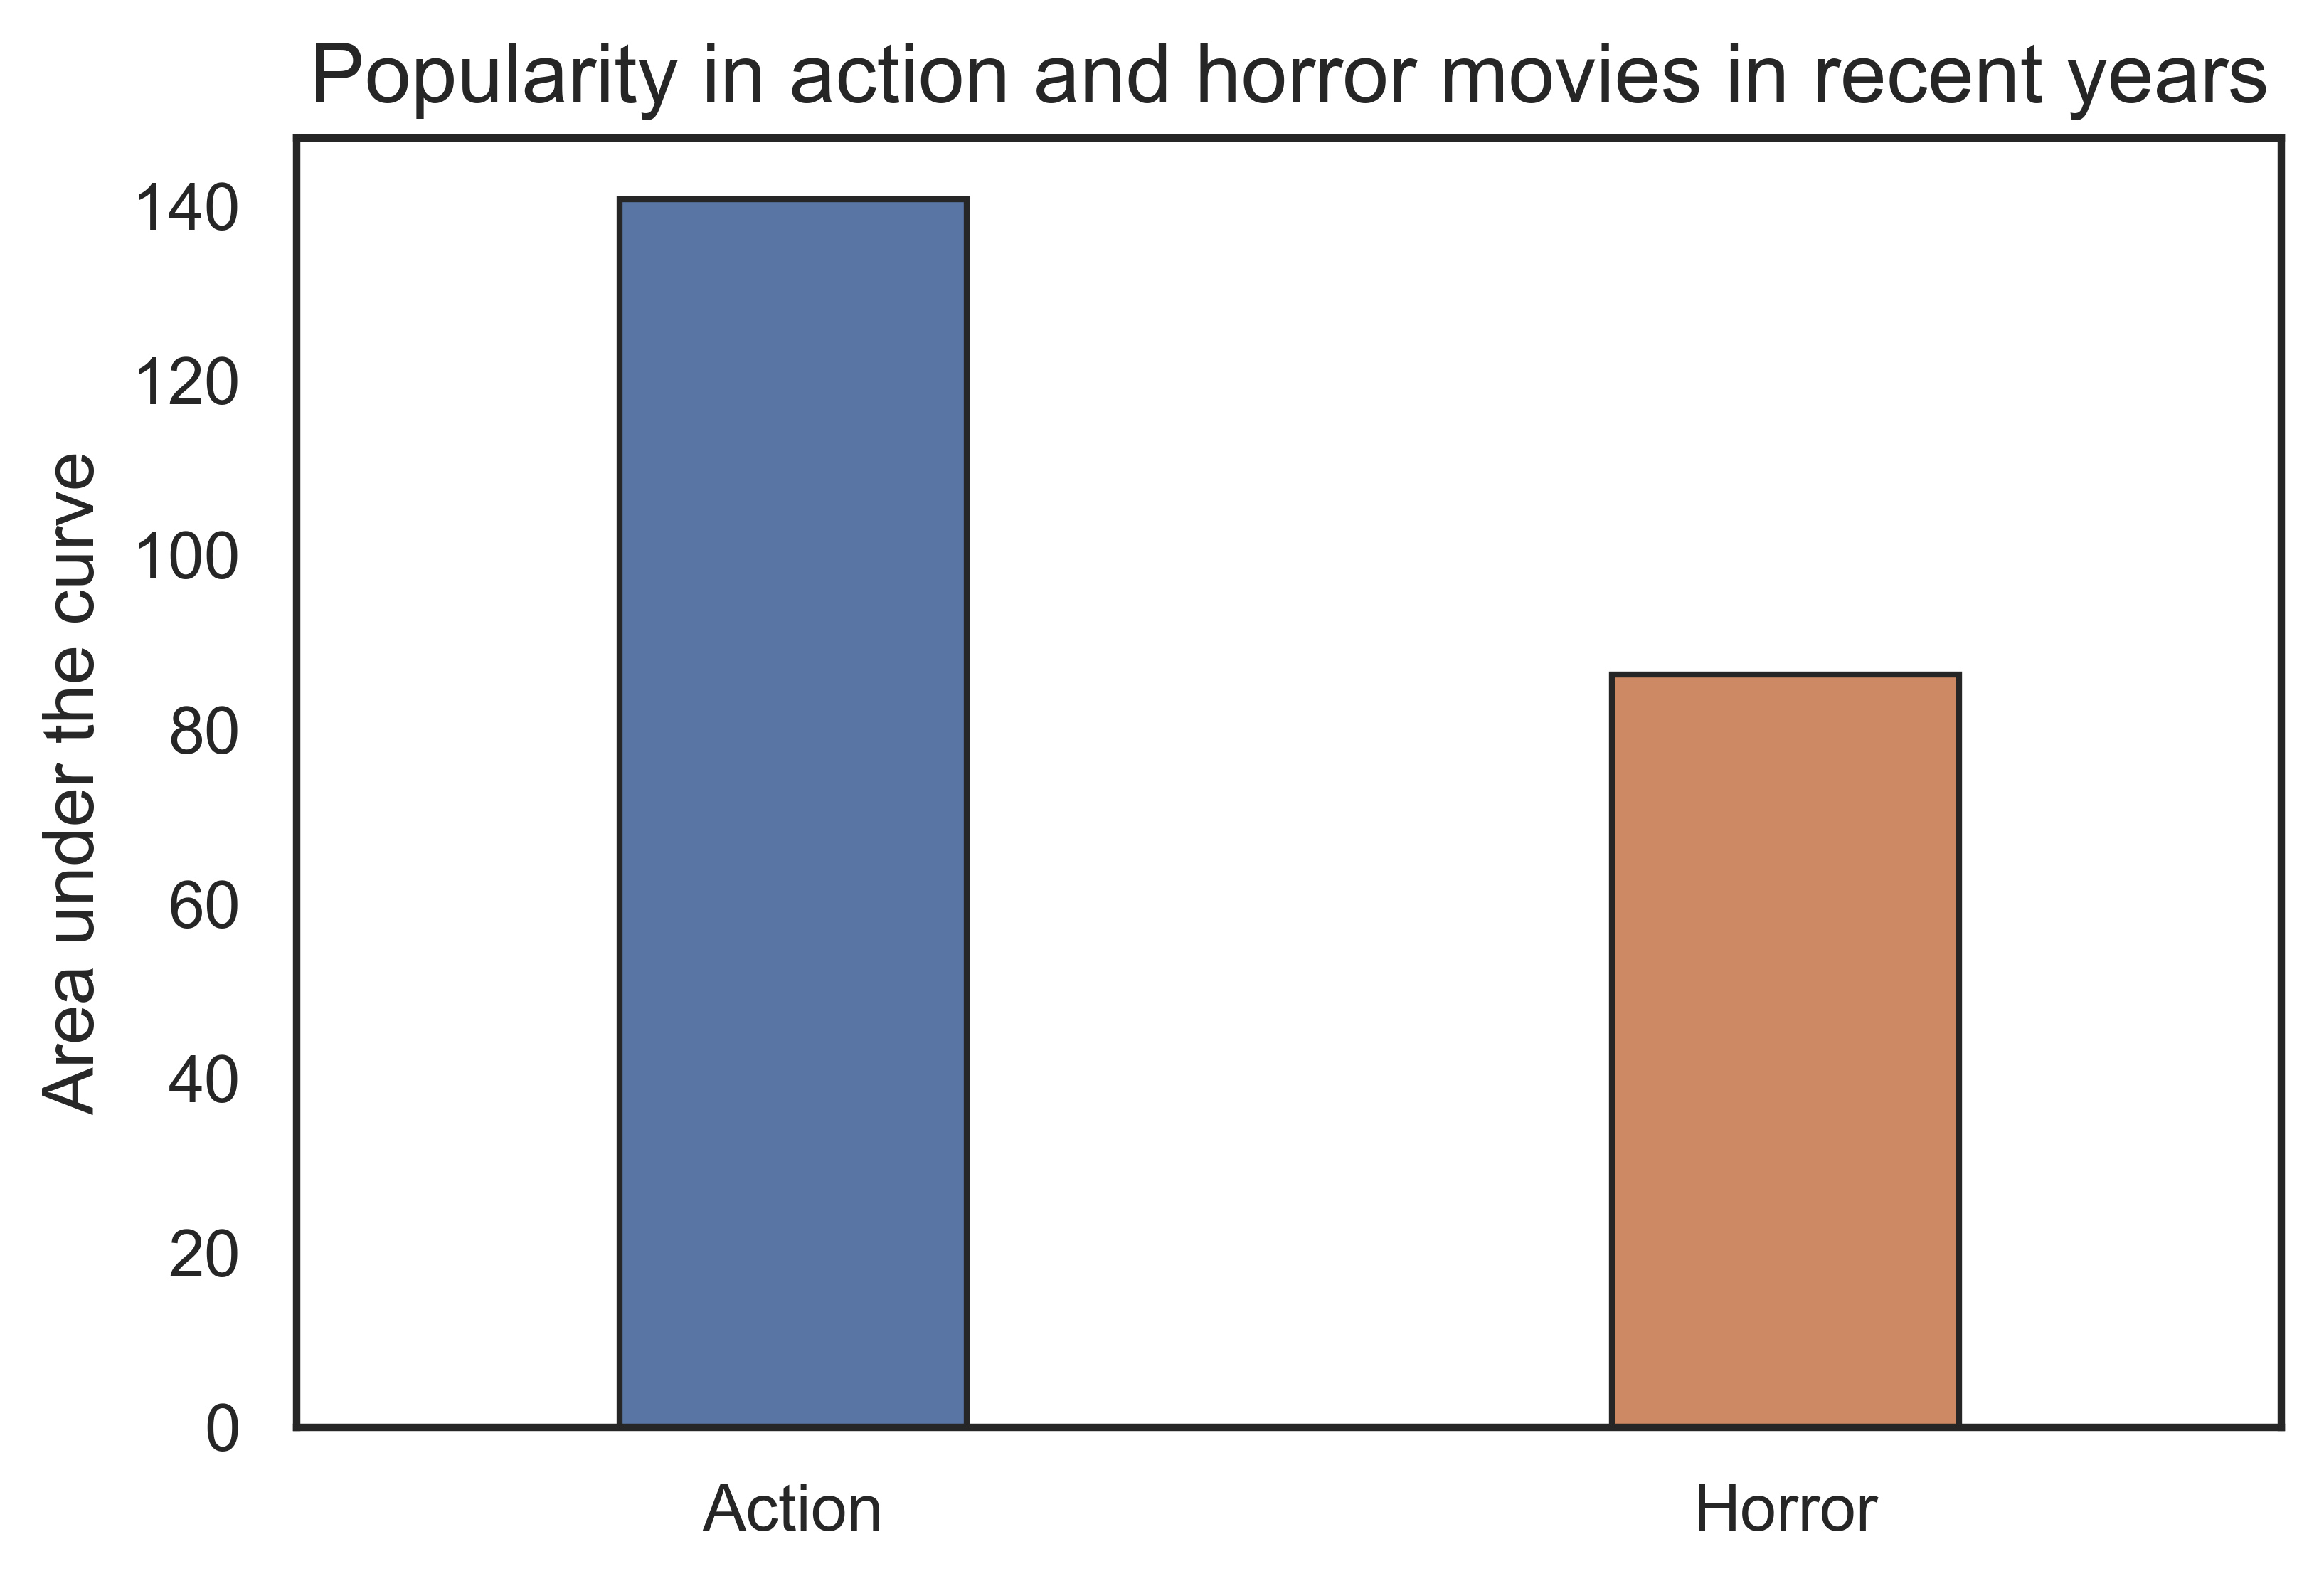 Popularity in action and horror movies in recent years
Area under the curve
140
120
100
80
60
40
20
0
Action
Horror